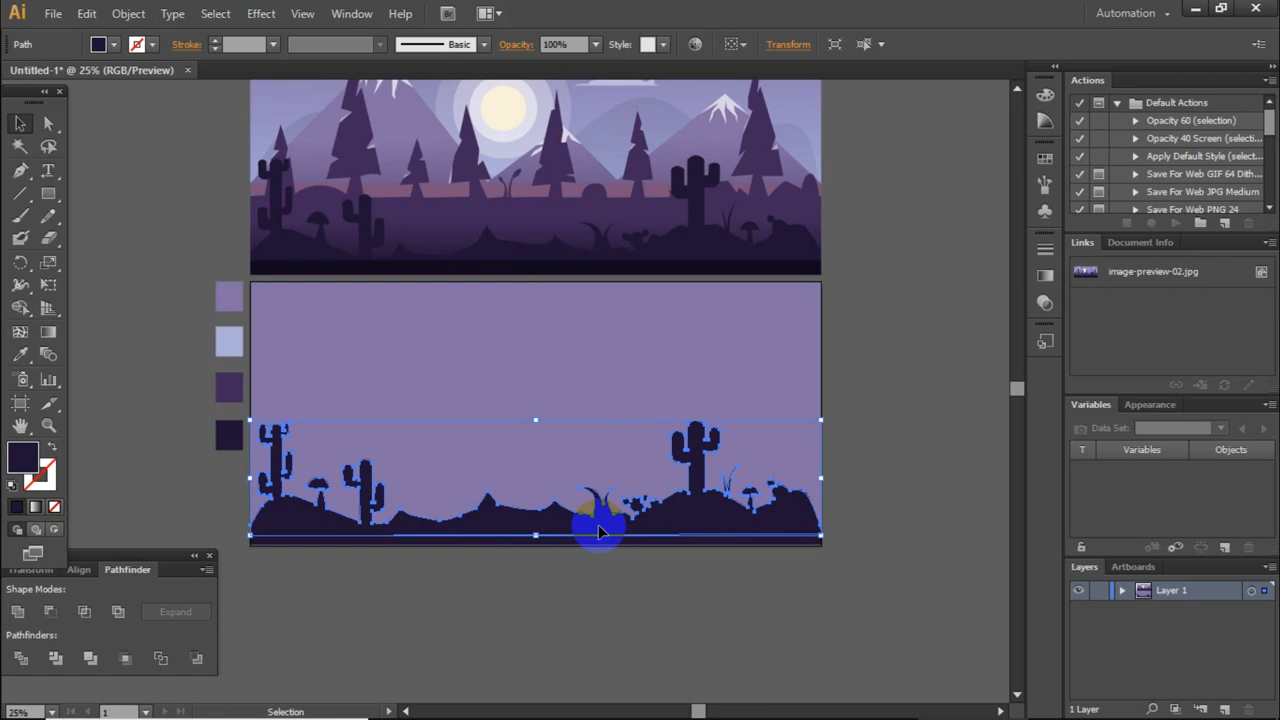 Ai File Edit Object Type Select Effect View Window Help Br Automation
Path Stroke: Basic Opacity: 100% Style: Transform
Untitled-1* @ 25% (RGB/Preview)
Actions
Default Actions
Opacity 60 (selection)
Opacity 40 Screen (selecti...
Apply Default Style (select...
Save For Web GIF 64 Dith...
Save For Web JPG Medium
Save For Web PNG 24
Links Document Info
image-preview-02.jpg
Variables Appearance
Data Set:
T Variables Objects
Transform Align Pathfinder
Shape Modes:
Expand
Pathfinders:
Layers Artboards
Layer 1
1 Layer
25% 1 Selection